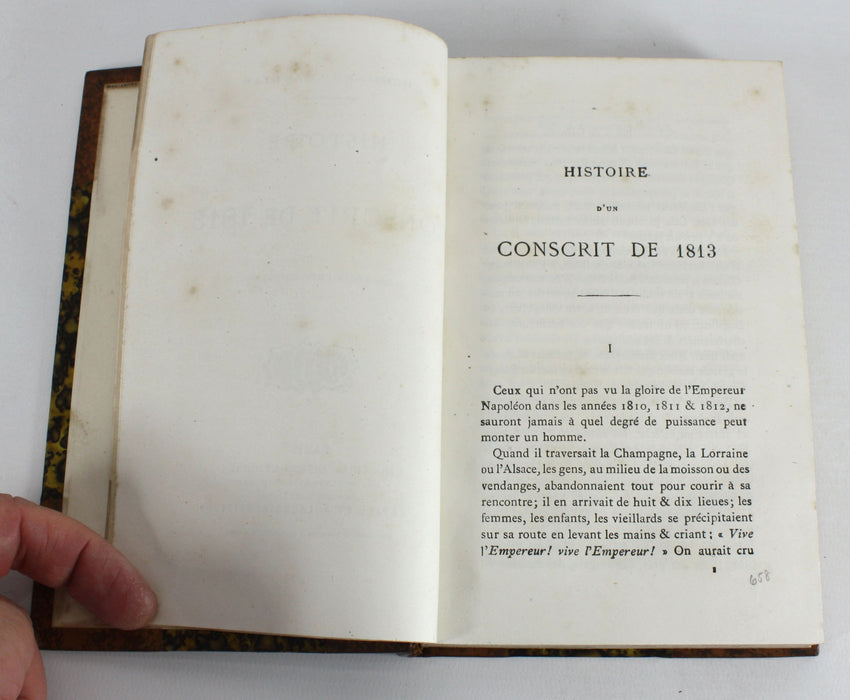 HISTOIRE
D'UN
CONSCRIT DE 1813
I
Ceux qui n'ont pas vu la gloire de l'Empereur
Napoléon dans les années 1810, 1811 & 1812, ne
sauront jamais à quel degré de puissance peut
monter un homme.
Quand il traversait la Champagne, la Lorraine
ou l'Alsace, les gens, au milieu de la moisson ou des
vendanges, abandonnaient tout pour courir à sa
rencontre; il en arrivait de huit & dix lieues; les
femmes, les enfants, les vieillards se précipitaient
sur sa route en levant les mains & criant; « Vive
l'Empereur! vive l'Empereur! » On aurait cru
1
658